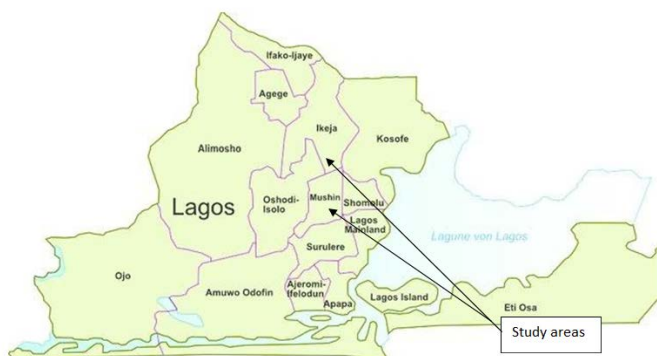 Ifako-Ijaye
Agege
Ikeja
Kosofe
Alimosho
Lagos
Oshodi-
Isolo
Mushin
Shomolu
Lagos
Mainland
Lagune von Lagos
Surulere
Ojo
Amuwo Odofin
Ajeromi-
Ifelodun
Apapa
Lagos Island
Eti Osa
Study areas